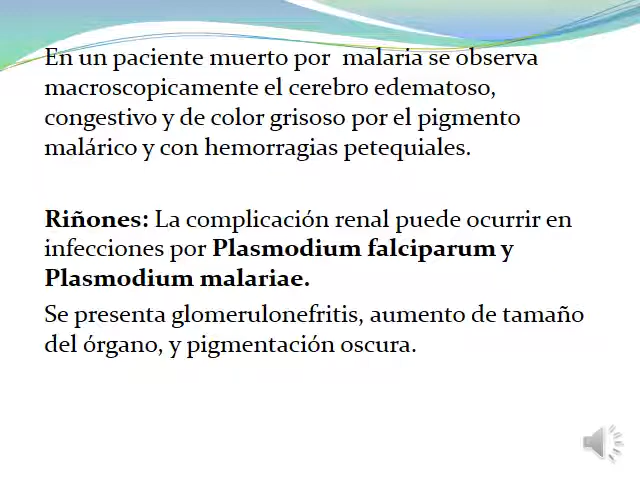 En un paciente muerto por malaria se observa
macroscopicamente el cerebro edematoso,
congestivo y de color grisoso por el pigmento
malárico y con hemorragias petequiales.
Riñones: La complicación renal puede ocurrir en
infecciones por Plasmodium falciparum y
Plasmodium malariae.
Se presenta glomerulonefritis, aumento de tamaño
del órgano, y pigmentación oscura.